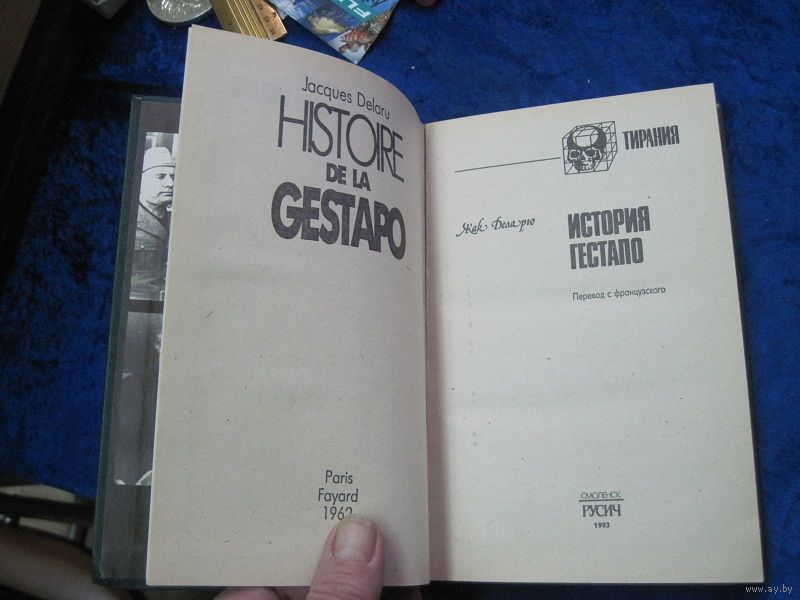 Jacques Delaru
HISTOIRE
DE LA
GESTAPO
Paris
Fayard
1962
ТИРАНИЯ
Жак Деларю
ИСТОРИЯ
ГЕСТАПО
Перевод с французского
СМОЛЕНСК
РУСИЧ
1993
www.ay.by